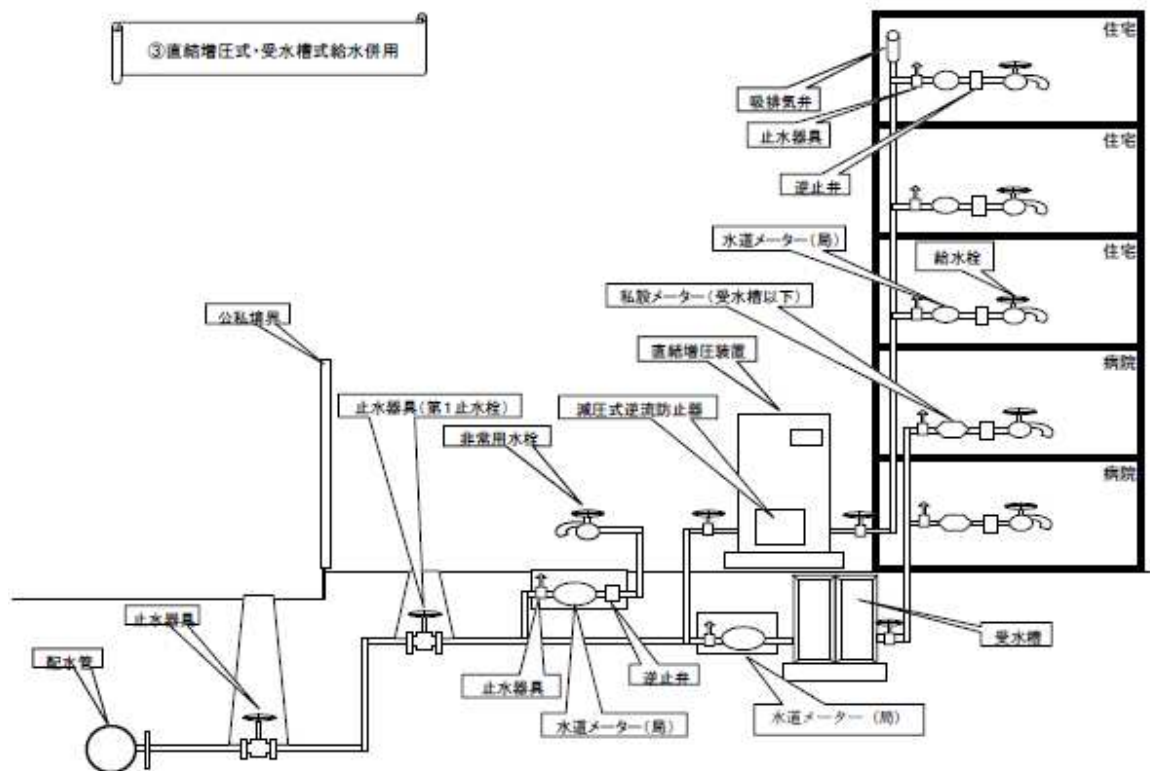 ③直結増圧式・受水槽式給水併用
住宅
吸排気弁
止水器具
住宅
逆止弁
水道メーター(局)
給水栓
住宅
私設メーター(受水槽以下)
公私境界
直結増圧装置
病院
止水器具(第1止水栓)
減圧式逆流防止器
非常用水栓
病院
止水器具
受水槽
配水管
止水器具
逆止弁
水道メーター(局)
水道メーター(局)